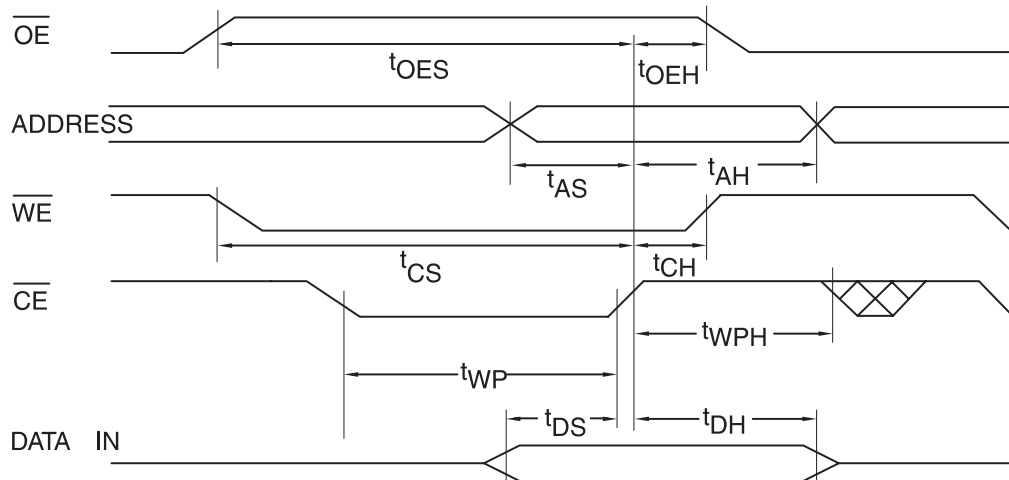 OE
tOES
tOEH
ADDRESS
tAS
tAH
WE
tCS
tCH
CE
tWPH
tWP
DATA IN
tDS
tDH